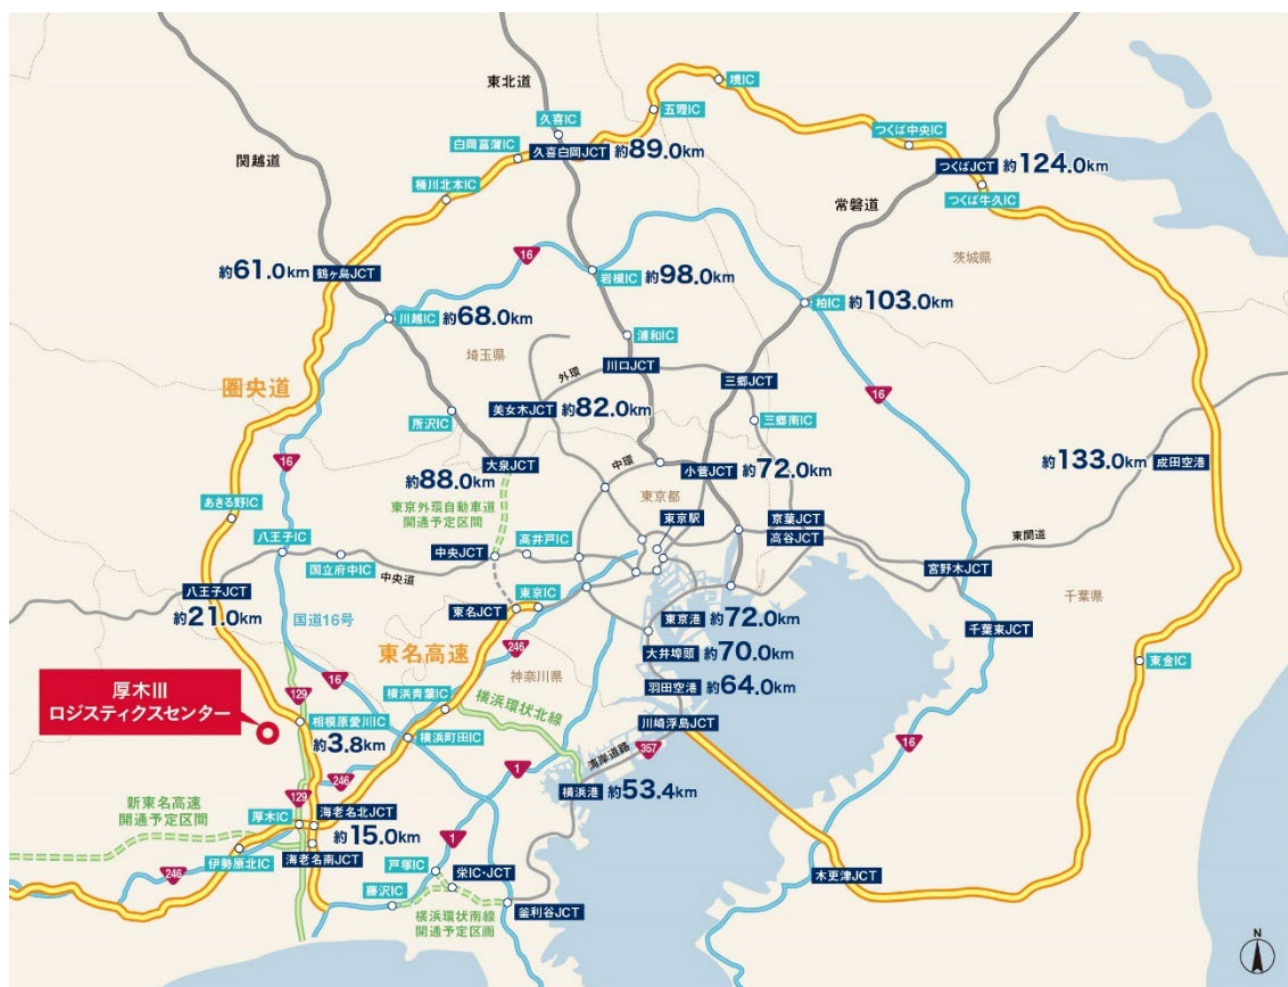 東北道
境IC
五霞IC
久喜IC
つくば中央IC
白岡菖蒲IC
久喜白岡JCT 約89.0km
関越道
つくばJCT 約124.0km
桶川北本IC
つくば牛久IC
常磐道
16
茨城県
約61.0km 鶴ヶ島JCT
岩槻IC 約98.0km
柏IC 約103.0km
川越IC 約68.0km
浦和IC
埼玉県
川口JCT
外環
三郷JCT
圏央道
16
美女木JCT 約82.0km
所沢IC
三郷南IC
16
大泉JCT
中環
小菅JCT 約72.0km
約133.0km 成田空港
約88.0km
東京都
あきる野IC
東京外環自動車道
開通予定区間
東京駅
京葉JCT
八王子IC
高井戸IC
高谷JCT
東関道
中央JCT
国立府中IC
中央道
宮野木JCT
八王子JCT
約21.0km
東名JCT
東京IC
千葉県
国道16号
東京港 約72.0km
千葉東JCT
東名高速
246
大井埠頭 約70.0km
東金IC
神奈川県
厚木III
ロジスティクスセンター
129
16
横浜青葉IC
横浜環状北線
羽田空港 約64.0km
相模原愛川IC
約3.8km
横浜町田IC
川崎浮島JCT
湾岸道路
357
16
1
246
新東名高速
開通予定区間
129
横浜港 約53.4km
厚木IC
海老名北JCT
約15.0km
1
伊勢原北IC
海老名南JCT
246
戸塚IC
栄IC・JCT
木更津JCT
藤沢IC
横浜環状南線
開通予定区画
釜利谷JCT
N